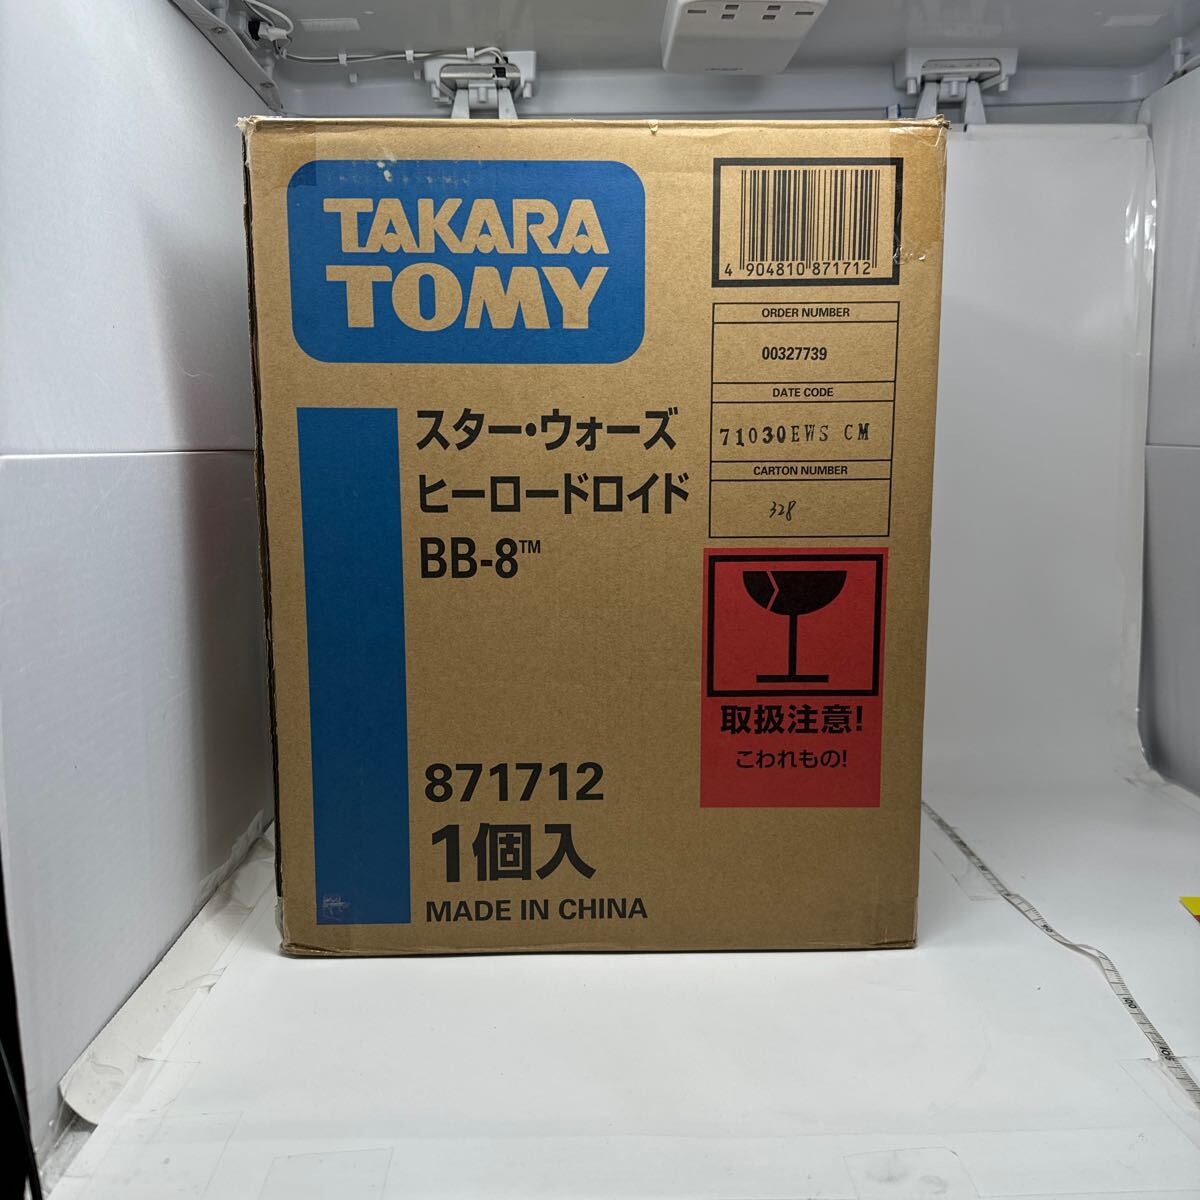 TAKARA
TOMY
4 904810 871712
ORDER NUMBER
00327739
DATE CODE
71030EWS CM
CARTON NUMBER
328
スター・ウォーズ
ヒーロードロイド
BB-8™
取扱注意!
こわれもの!
871712
1個入
MADE IN CHINA